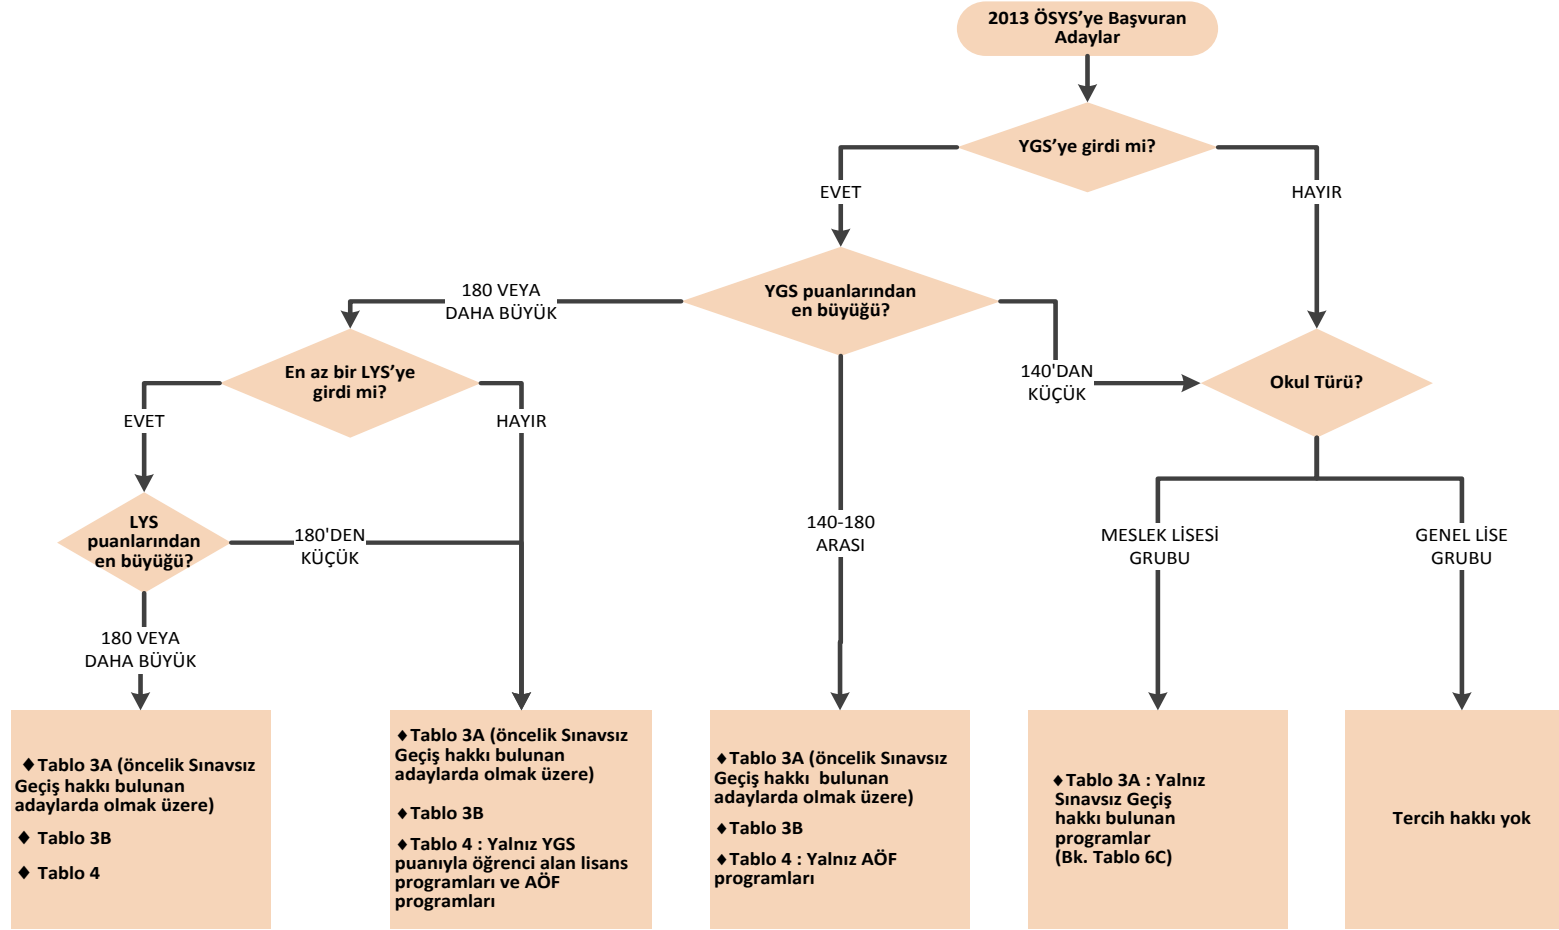 2013 ÖSYS’ye Başvuran
Adaylar
YGS’ye girdi mi?
EVET
HAYIR
YGS puanlarından
en büyüğü?
180 VEYA
DAHA BÜYÜK
140'DAN
KÜÇÜK
En az bir LYS’ye
girdi mi?
Okul Türü?
EVET
HAYIR
LYS
puanlarından
en büyüğü?
180'DEN
KÜÇÜK
140-180
ARASI
MESLEK LİSESİ
GRUBU
GENEL LİSE
GRUBU
180 VEYA
DAHA BÜYÜK
♦Tablo 3A (öncelik Sınavsız
Geçiş hakkı bulunan
adaylarda olmak üzere)
♦ Tablo 3B
♦ Tablo 4
♦Tablo 3A (öncelik Sınavsız
Geçiş hakkı bulunan
adaylarda olmak üzere)
♦Tablo 3B
♦Tablo 4 : Yalnız YGS
puanıyla öğrenci alan lisans
programları ve AÖF
programları
♦Tablo 3A (öncelik Sınavsız
Geçiş hakkı bulunan
adaylarda olmak üzere)
♦Tablo 3B
♦Tablo 4 : Yalnız AÖF
programları
♦Tablo 3A : Yalnız
Sınavsız Geçiş
hakkı bulunan
programlar
(Bk. Tablo 6C)
Tercih hakkı yok